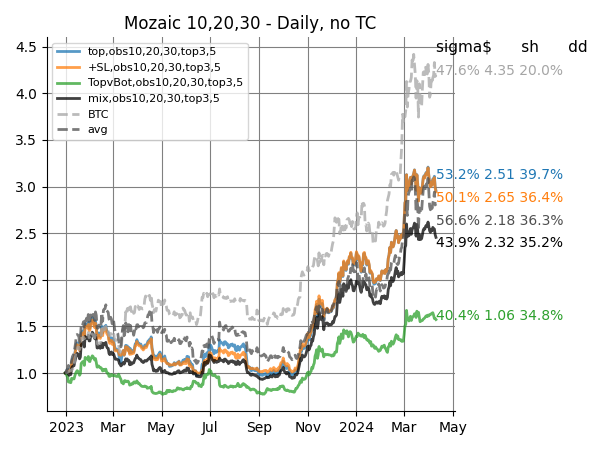 Mozaic 10,20,30 - Daily, no TC
sigma$ sh dd
top,obs10,20,30,top3,5
+SL,obs10,20,30,top3,5
TopvBot,obs10,20,30,top3,5
mix,obs10,20,30,top3,5
BTC
avg
47.6% 4.35 20.0%
53.2% 2.51 39.7%
50.1% 2.65 36.4%
56.6% 2.18 36.3%
43.9% 2.32 35.2%
40.4% 1.06 34.8%
4.5
4.0
3.5
3.0
2.5
2.0
1.5
1.0
2023 Mar May Jul Sep Nov 2024 Mar May